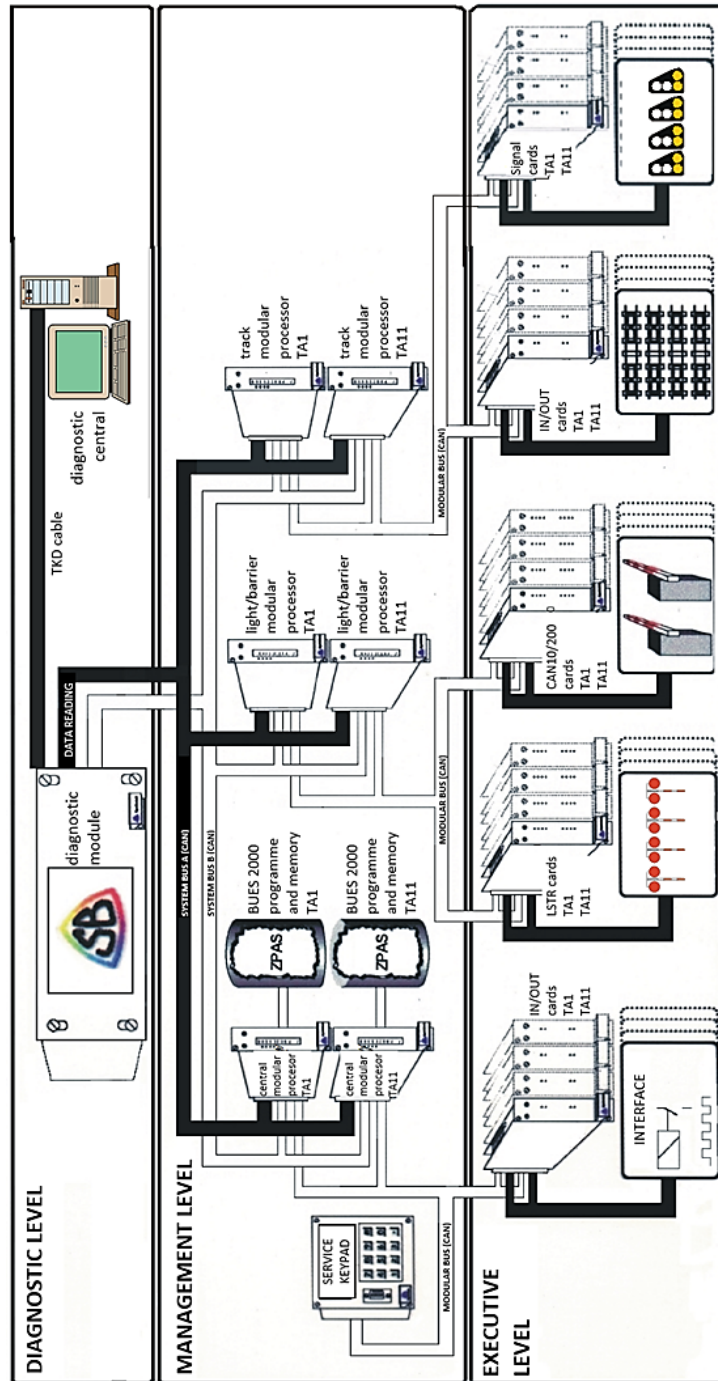 DIAGNOSTIC LEVEL
diagnostic
module
SB
DATA READING
TKD cable
diagnostic
central
MANAGEMENT LEVEL
SERVICE
KEYPAD
SYSTEM BUS A (CAN)
SYSTEM BUS B (CAN)
BUES 2000
programme
and memory
TA1
ZPAS
BUES 2000
programme
and memory
TA11
ZPAS
central
modular
procesor
TA1
central
modular
procesor
TA11
light/barrier
modular
processor
TA1
light/barrier
modular
processor
TA11
track
modular
processor
TA1
track
modular
processor
TA11
MODULAR BUS (CAN)
MODULAR BUS (CAN)
MODULAR BUS (CAN)
EXECUTIVE
LEVEL
IN/OUT
cards
TA1
TA11
INTERFACE
LSTR cards
TA1
TA11
CAN10/200
cards
TA1
TA11
IN/OUT
cards
TA1
TA11
Signal
cards
TA1
TA11